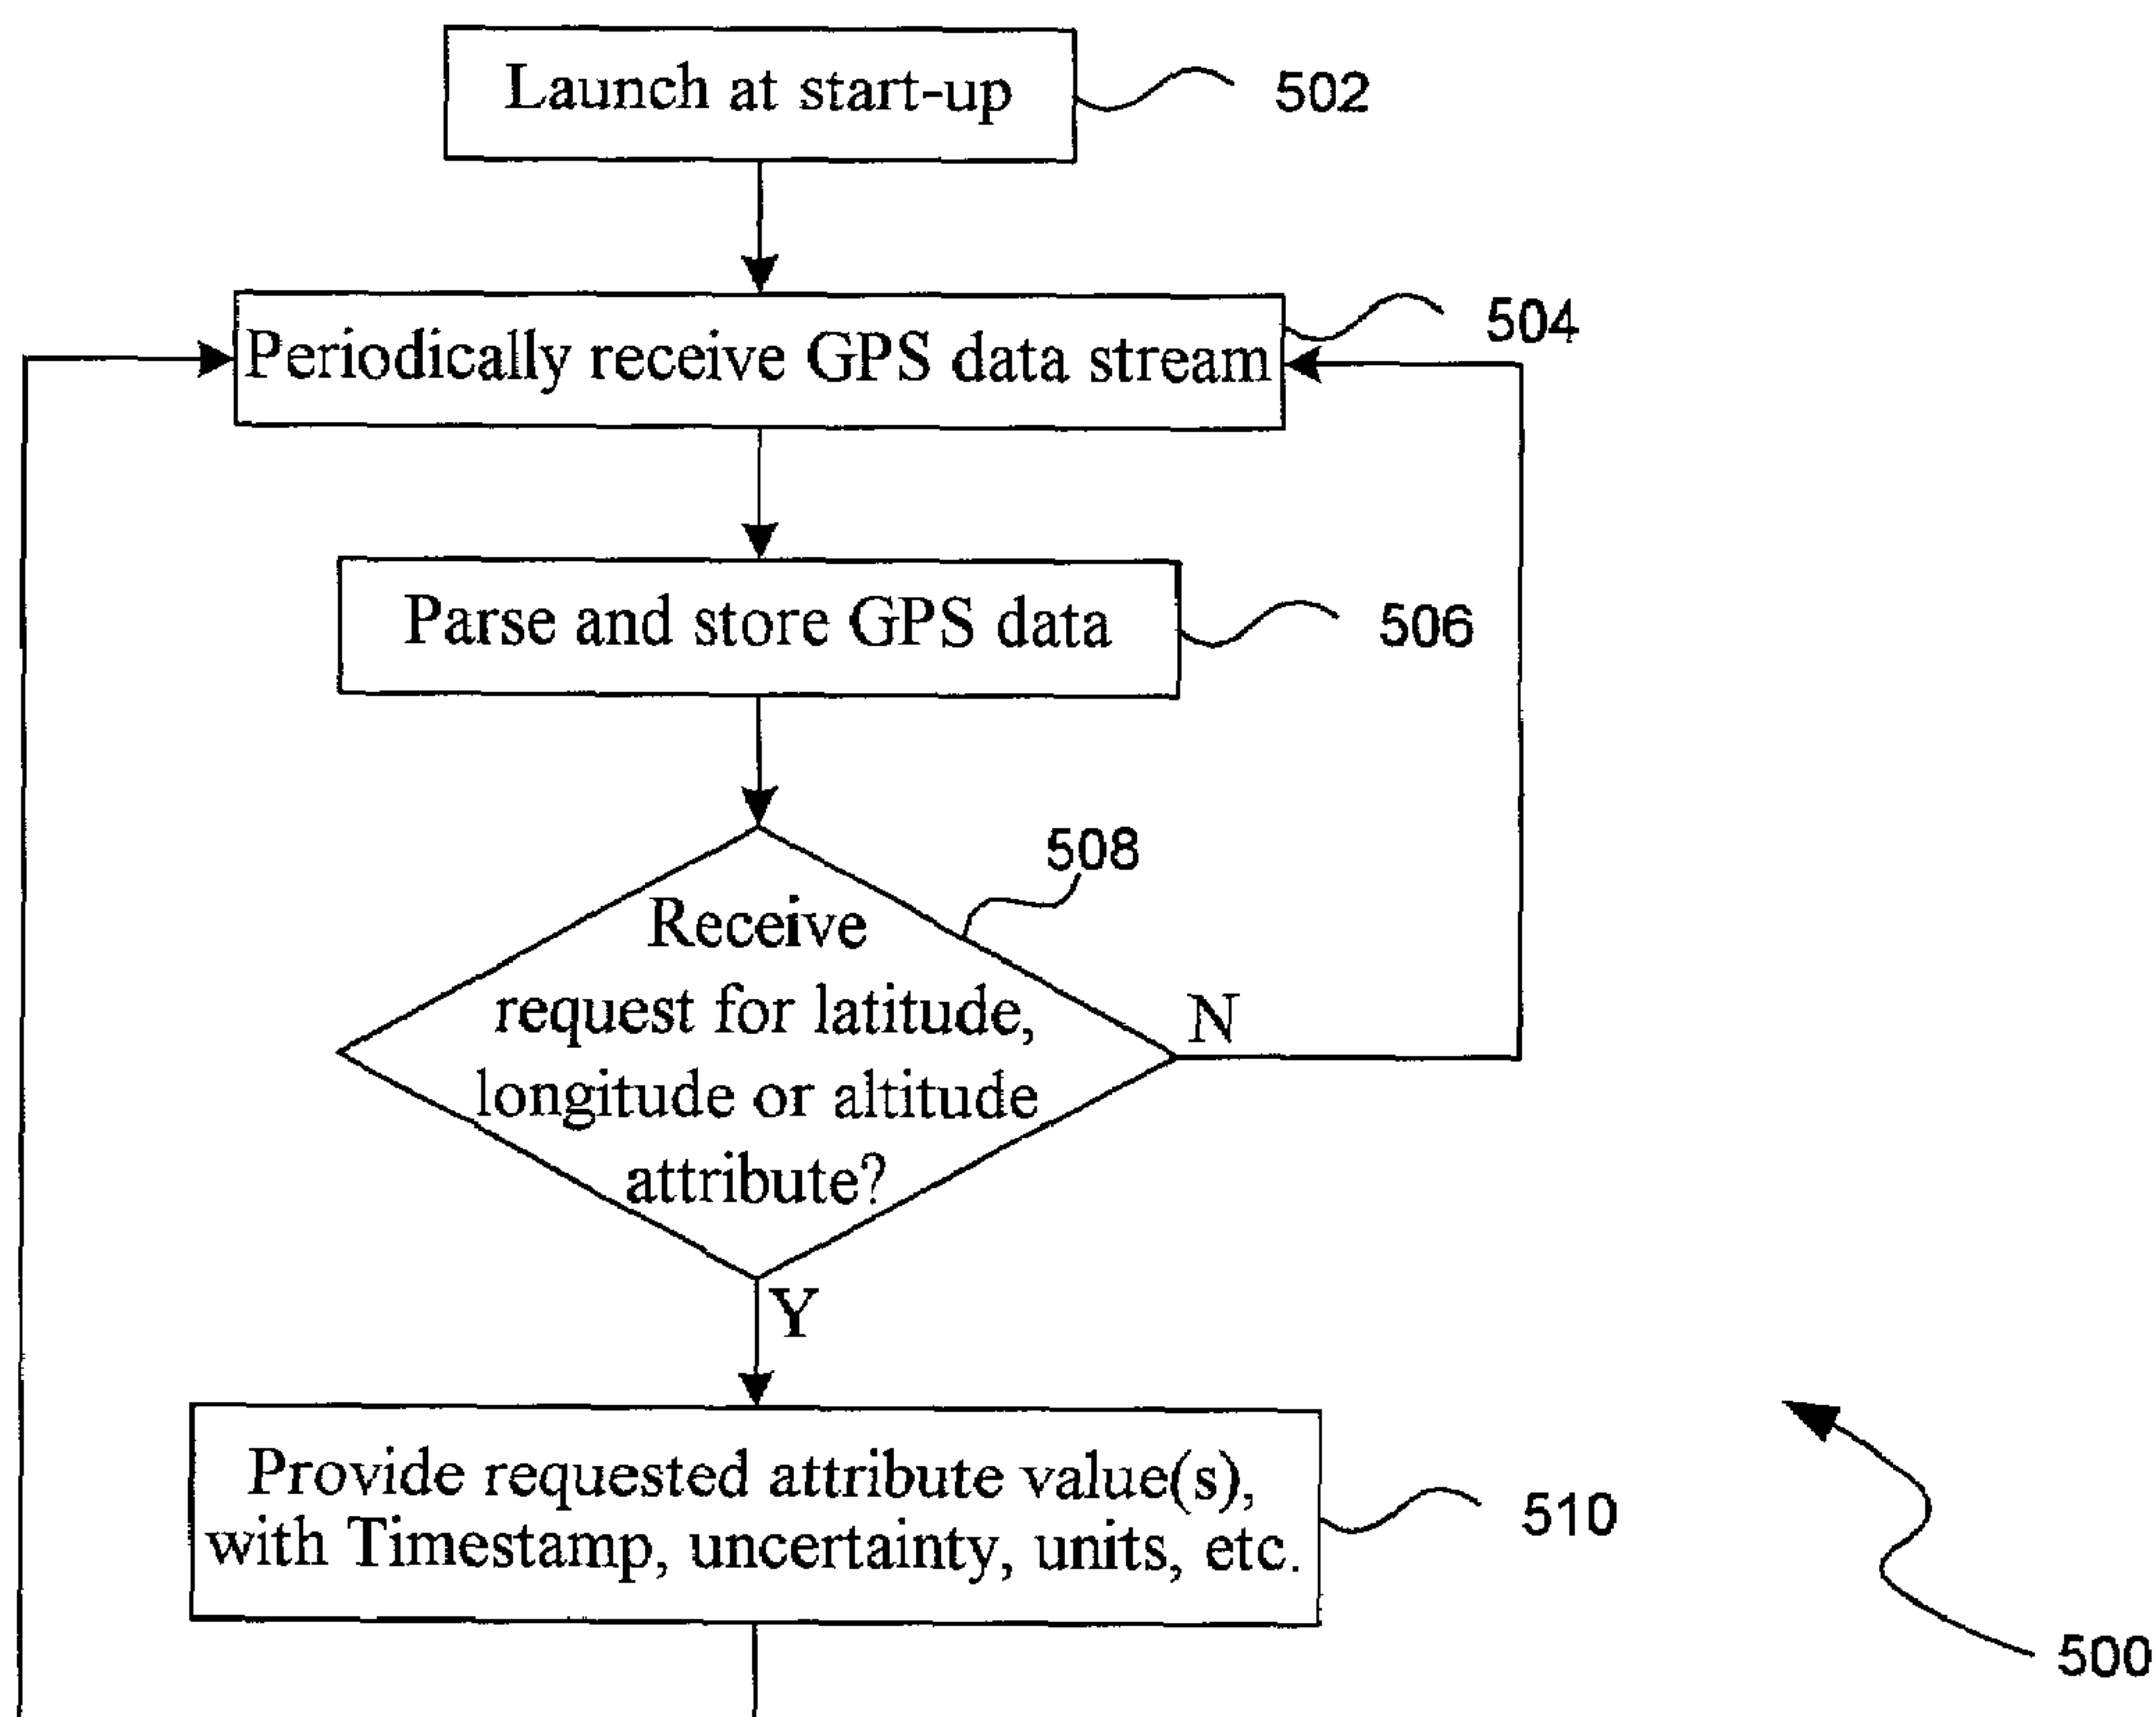 Launch at start-up
502
Periodically receive GPS data stream
504
Parse and store GPS data
506
508
Receive
request for latitude,
longitude or altitude
attribute?
N
Y
Provide requested attribute value(s),
with Timestamp, uncertainty, units, etc.
510
500